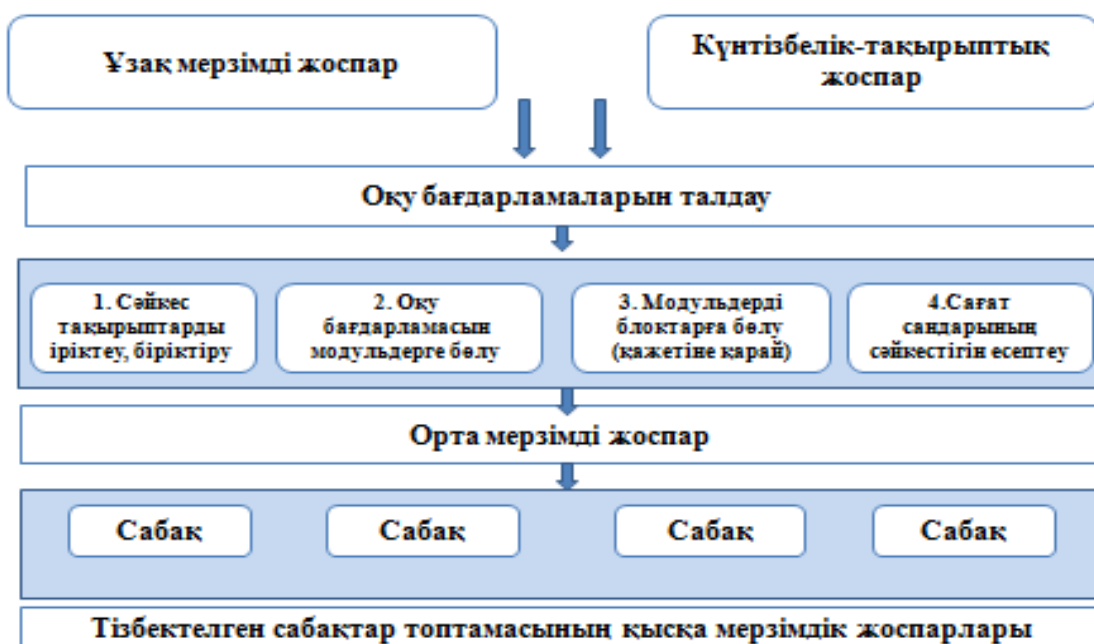 Ұзақ мерзімді жоспар
Күнтізбелік-тақырыптық
жоспар
Оқу бағдарламаларын талдау
1. Сәйкес
тақырыптарды
іріктеу, біріктіру
2. Оқу
бағдарламасын
модульдерге бөлу
3. Модульдерді
блоктарға бөлу
(қажетіне қарай)
4.Сағат
сандарының
сәйкестігін есептеу
Орта мерзімді жоспар
Сабақ
Сабақ
Сабақ
Сабақ
Тізбектелген сабақтар топтамасының қысқа мерзімдік жоспарлары